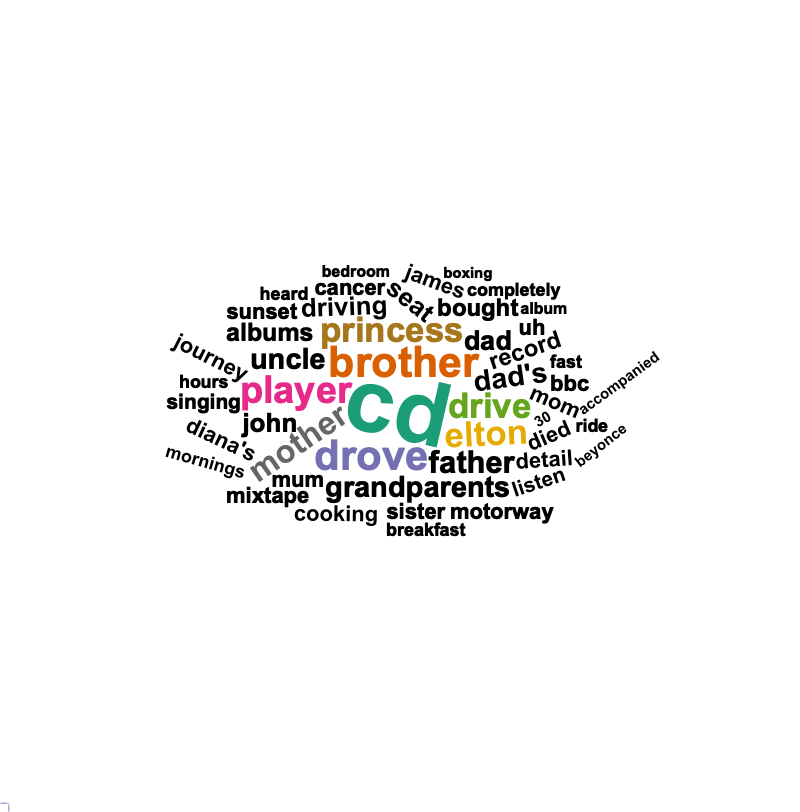 bedroom
james
boxing
heard
cancer
seat
completely
sunset
driving
bought
album
albums
princess
dad
uh
journey
uncle
brother
record
fast
hours
player
cd
dad's
bbc
accompanied
singing
john
mother
drive
mom
diana's
elton
30
died
ride
mornings
drove
father
detail
beyonce
mum
grandparents
listen
mixtape
cooking
sister
motorway
breakfast